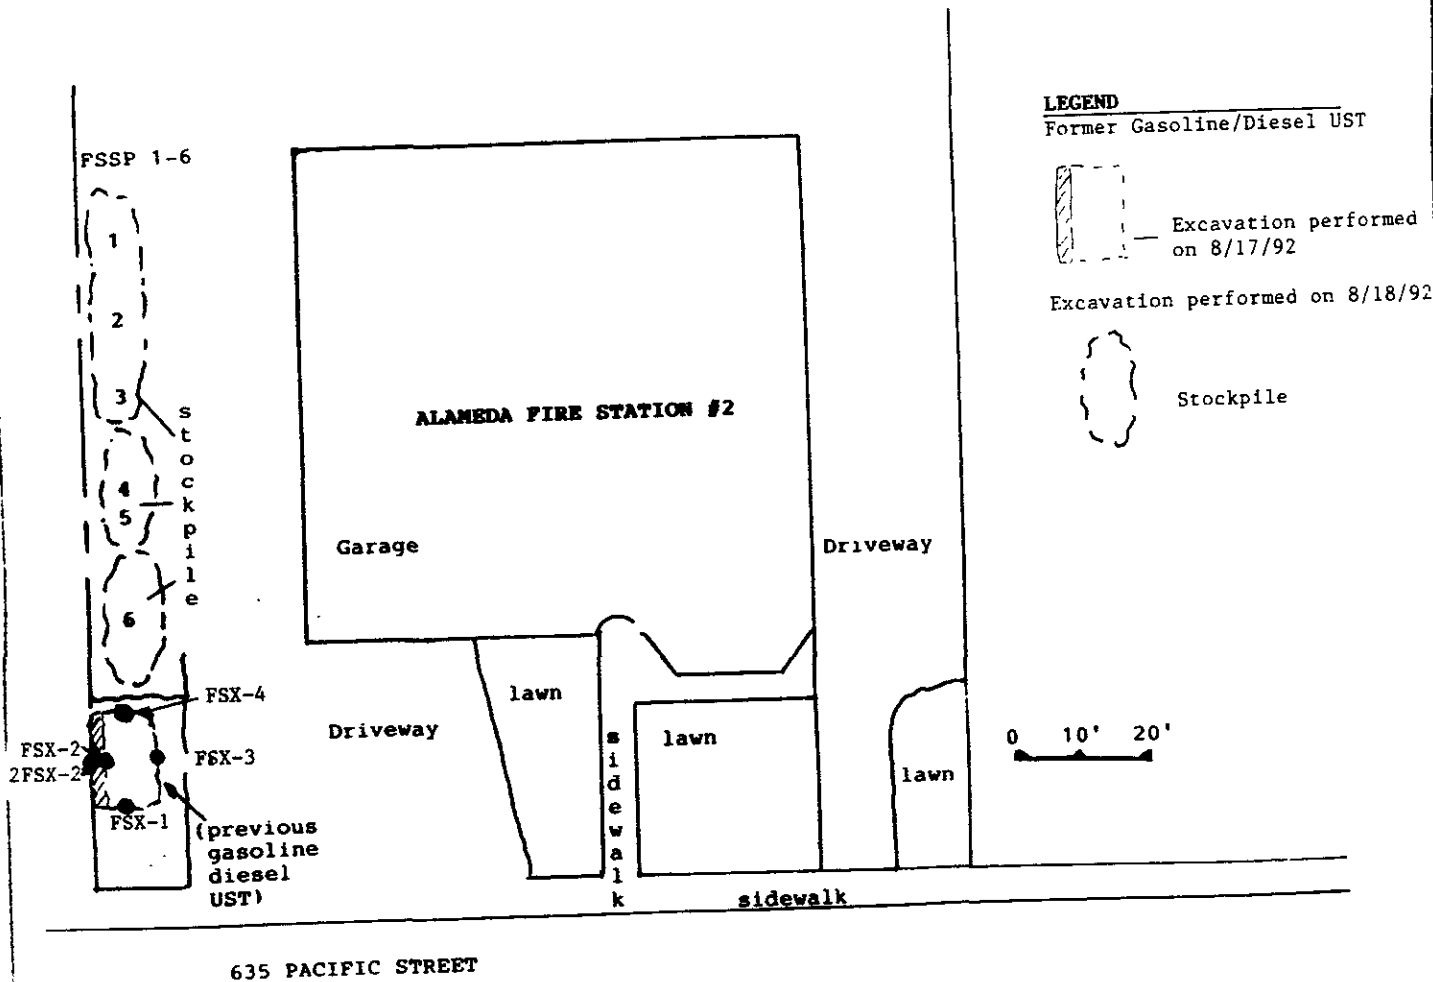 LEGEND
Former Gasoline/Diesel UST
Excavation performed
on 8/17/92
Excavation performed on 8/18/92
Stockpile
FSSP 1-6
1
2
3
4
5
6
stockpile
ALAMEDA FIRE STATION #2
Garage
Driveway
FSX-4
FSX-2
2FSX-2
FSX-3
FSX-1
(previous
gasoline
diesel
UST)
Driveway
lawn
sidewalk
lawn
lawn
0 10' 20'
sidewalk
635 PACIFIC STREET